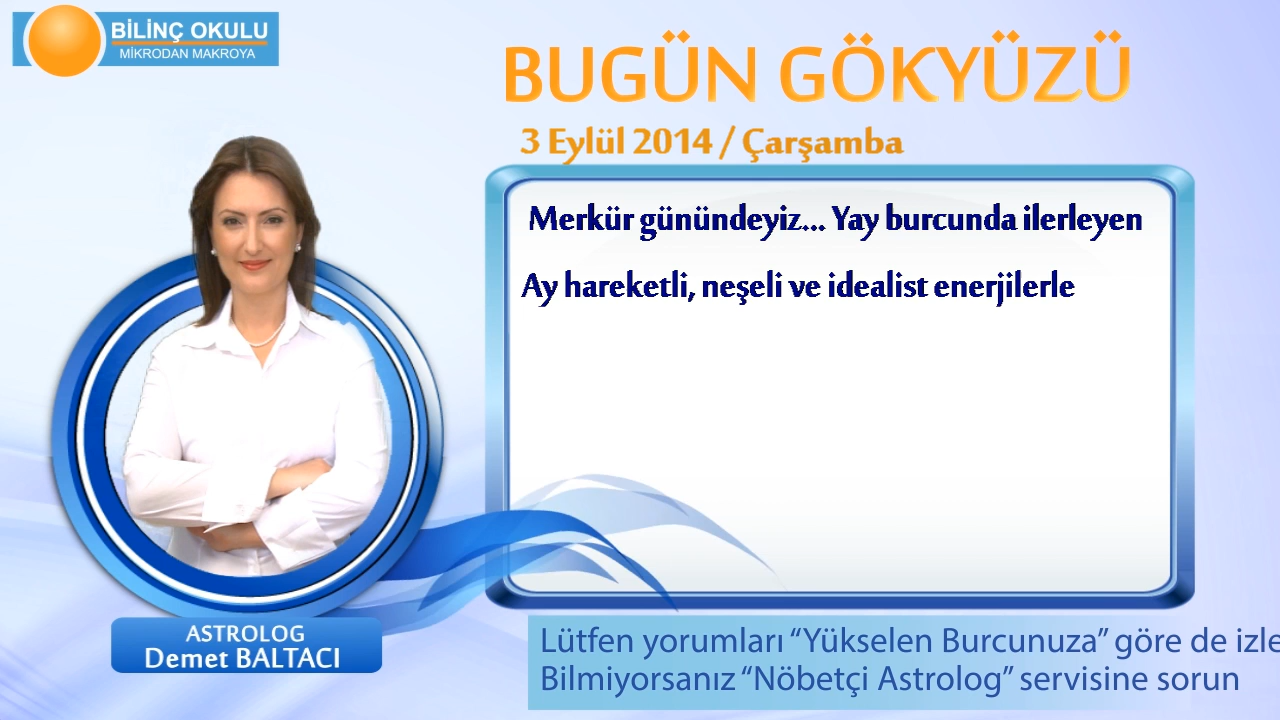 BİLİNÇ OKULU
MİKRODAN MAKROYA
BUGÜN GÖKYÜZÜ
3 Eylül 2014 / Çarşamba
Merkür günündeyiz... Yay burcunda ilerleyen
Ay hareketli, neşeli ve idealist enerjilerle
ASTROLOG
Demet BALTACI
Lütfen yorumları “Yükselen Burcunuza” göre de izle
Bilmiyorsanız “Nöbetçi Astrolog” servisine sorun